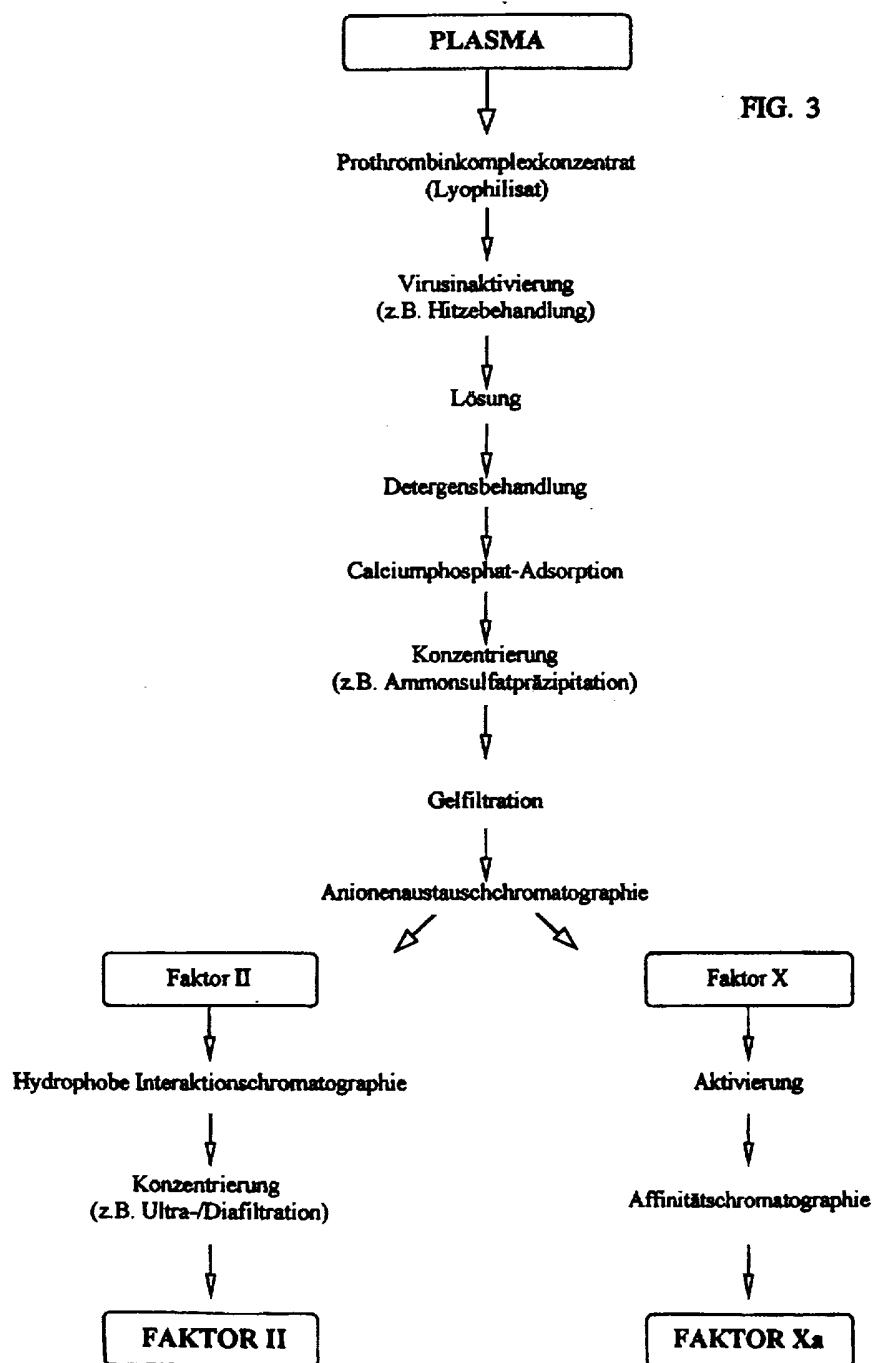 PLASMA
FIG. 3
Prothrombinkomplexkonzentrat
(Lyophilisat)
Virusinaktivierung
(z.B. Hitzebehandlung)
Lösung
Detergensbehandlung
Calciumphosphat-Adsorption
Konzentrierung
(z.B. Ammonsulfatpräzipitation)
Gelfiltration
Anionenaustauschchromatographie
Faktor II
Faktor X
Hydrophobe Interaktionschromatographie
Aktivierung
Konzentrierung
(z.B. Ultra-/Diafiltration)
Affinitätschromatographie
FAKTOR II
FAKTOR Xa